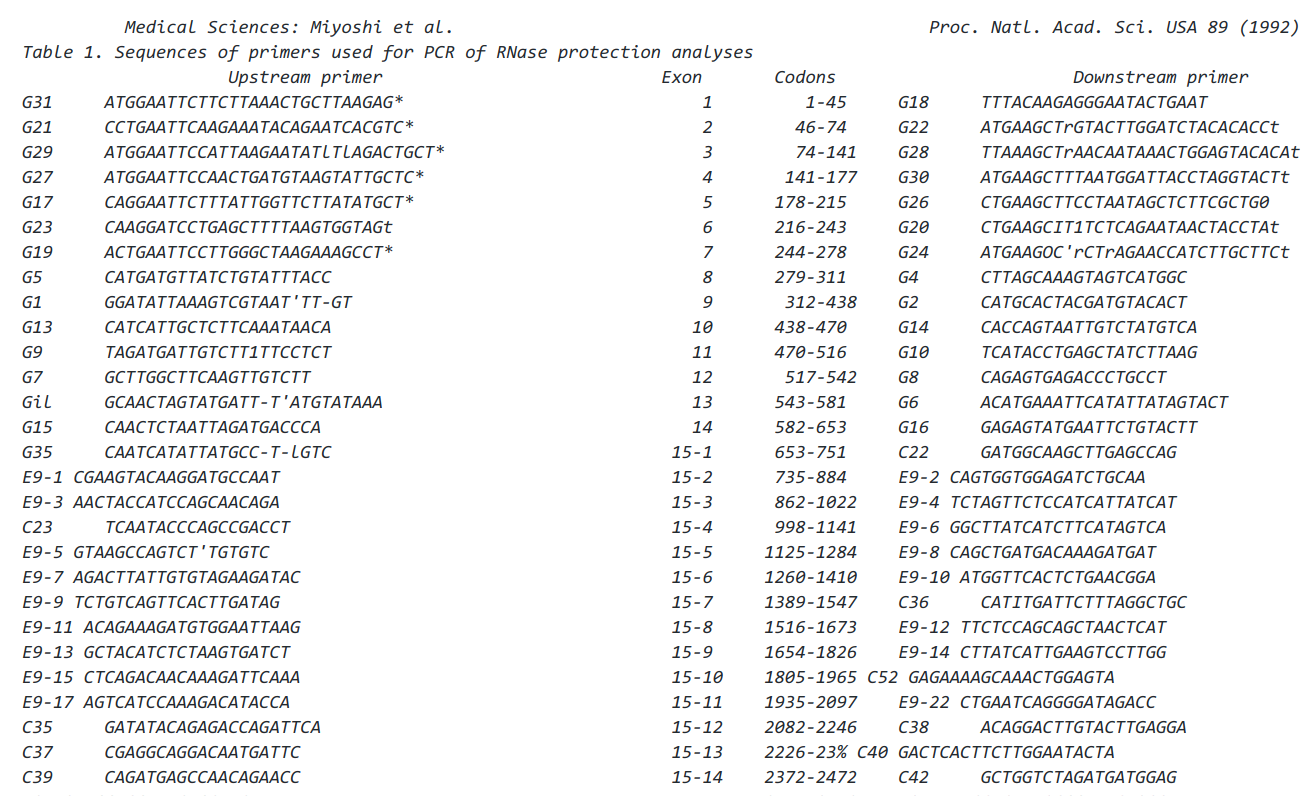 Medical Sciences: Miyoshi et al. Proc. Natl. Acad. Sci. USA 89 (1992)
Table 1. Sequences of primers used for PCR of RNase protection analyses
Upstream primer Exon Codons Downstream primer
G31 ATGGAATTCTTCTTAAACTGCTTAAGAG* 1 1-45 G18 TTTACAAGAGGGAATACTGAAT
G21 CCTGAATTCAAGAAATACAGAATCACGTC* 2 46-74 G22 ATGAAGCTrGTACTTGGATCTACACACCt
G29 ATGGAATTCCATTAAGAATATlTlAGACTGCT* 3 74-141 G28 TTAAAGCTrAACAATAAACTGGAGTACACAt
G27 ATGGAATTCCAACTGATGTAAGTATTGCTC* 4 141-177 G30 ATGAAGCTTTAATGGATTACCTAGGTACTt
G17 CAGGAATTCTTTATTGGTTCTTATATGCT* 5 178-215 G26 CTGAAGCTTCCTAATAGCTCTTCGCTG0
G23 CAAGGATCCTGAGCTTTTAAGTGGTAGt 6 216-243 G20 CTGAAGCIT1TCTCAGAATAACTACCTAt
G19 ACTGAATTCCTTGGGCTAAGAAAGCCT* 7 244-278 G24 ATGAAGOC'rCTrAGAACCATCTTGCTTCt
G5 CATGATGTTATCTGTATTTACC 8 279-311 G4 CTTAGCAAAGTAGTCATGGC
G1 GGATATTAAAGTCGTAAT'TT-GT 9 312-438 G2 CATGCACTACGATGTACACT
G13 CATCATTGCTCTTCAAATAACA 10 438-470 G14 CACCAGTAATTGTCTATGTCA
G9 TAGATGATTGTCTT1TTCCTCT 11 470-516 G10 TCATACCTGAGCTATCTTAAG
G7 GCTTGGCTTCAAGTTGTCTT 12 517-542 G8 CAGAGTGAGACCCTGCCT
Gil GCAACTAGTATGATT-T'ATGTATAAA 13 543-581 G6 ACATGAAATTCATATTATAGTACT
G15 CAACTCTAATTAGATGACCCA 14 582-653 G16 GAGAGTATGAATTCTGTACTT
G35 CAATCATATTATGCC-T-lGTC 15-1 653-751 C22 GATGGCAAGCTTGAGCCAG
E9-1 CGAAGTACAAGGATGCCAAT 15-2 735-884 E9-2 CAGTGGTGGAGATCTGCAA
E9-3 AACTACCATCCAGCAACAGA 15-3 862-1022 E9-4 TCTAGTTCTCCATCATTATCAT
C23 TCAATACCCAGCCGACCT 15-4 998-1141 E9-6 GGCTTATCATCTTCATAGTCA
E9-5 GTAAGCCAGTCT'TGTGTC 15-5 1125-1284 E9-8 CAGCTGATGACAAAGATGAT
E9-7 AGACTTATTGTGTAGAAGATAC 15-6 1260-1410 E9-10 ATGGTTCACTCTGAACGGA
E9-9 TCTGTCAGTTCACTTGATAG 15-7 1389-1547 C36 CATITGATTCTTTAGGCTGC
E9-11 ACAGAAAGATGTGGAATTAAG 15-8 1516-1673 E9-12 TTCTCCAGCAGCTAACTCAT
E9-13 GCTACATCTCTAAGTGATCT 15-9 1654-1826 E9-14 CTTATCATTGAAGTCCTTGG
E9-15 CTCAGACAACAAAGATTCAAA 15-10 1805-1965 C52 GAGAAAAGCAAACTGGAGTA
E9-17 AGTCATCCAAAGACATACCA 15-11 1935-2097 E9-22 CTGAATCAGGGGATAGACC
C35 GATATACAGAGACCAGATTCA 15-12 2082-2246 C38 ACAGGACTTGTACTTGAGGA
C37 CGAGGCAGGACAATGATTC 15-13 2226-23% C40 GACTCACTTCTTGGAATACTA
C39 CAGATGAGCCAACAGAACC 15-14 2372-2472 C42 GCTGGTCTAGATGATGGAG